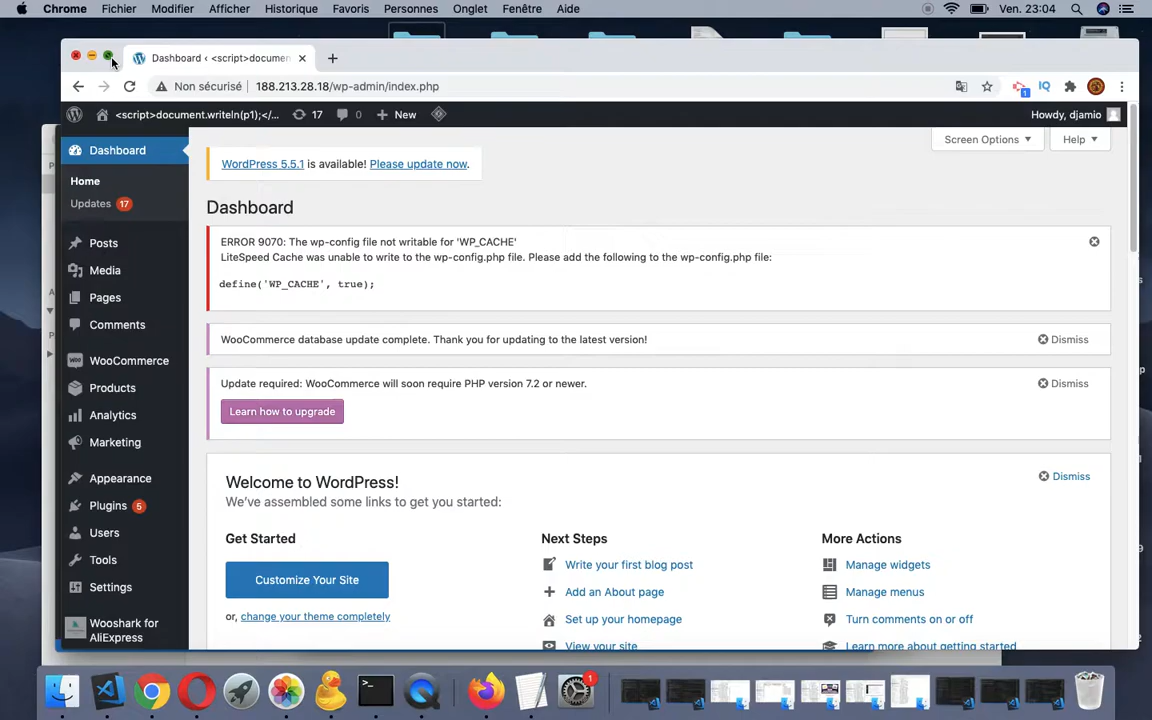 Chrome Fichier Modifier Afficher Historique Favoris Personnes Onglet Fenêtre Aide Ven. 23:04
Dashboard ‹ <script>documen
Non sécurisé 188.213.28.18/wp-admin/index.php
1
<script>document.writeln(p1);</... 17 0 New Howdy, djamio
Dashboard
Home
Updates 17
Posts
Media
Pages
Comments
WooCommerce
Products
Analytics
Marketing
Appearance
Plugins 5
Users
Tools
Settings
Wooshark for
AliExpress
Screen Options Help
WordPress 5.5.1 is available! Please update now.
Dashboard
ERROR 9070: The wp-config file not writable for 'WP_CACHE'
LiteSpeed Cache was unable to write to the wp-config.php file. Please add the following to the wp-config.php file:
define('WP_CACHE', true);
WooCommerce database update complete. Thank you for updating to the latest version! Dismiss
Update required: WooCommerce will soon require PHP version 7.2 or newer. Dismiss
Learn how to upgrade
Welcome to WordPress! Dismiss
We've assembled some links to get you started:
Get Started
Customize Your Site
or, change your theme completely
Next Steps
Write your first blog post
Add an About page
Set up your homepage
View your site
More Actions
Manage widgets
Manage menus
Turn comments on or off
Learn more about getting started
1